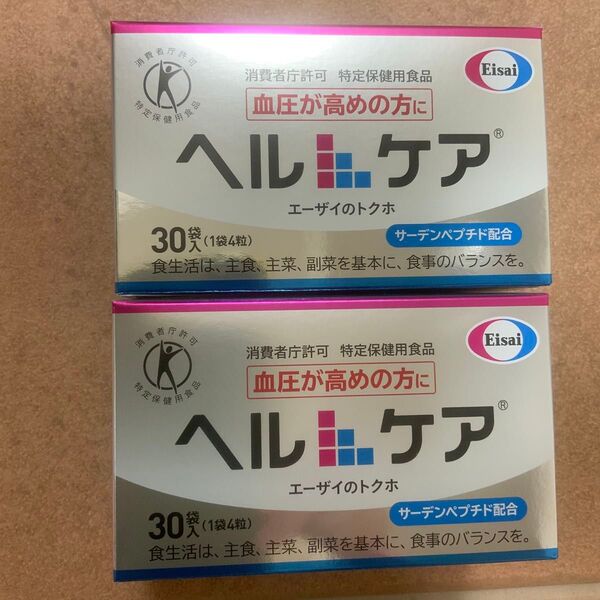 消費者庁許可
特定保健用食品
消費者庁許可 特定保健用食品
Eisai
血圧が高めの方に
ヘルケア®
エーザイのトクホ
30袋入(1袋4粒)
サーデンペプチド配合
食生活は、主食、主菜、副菜を基本に、食事のバランスを。
消費者庁許可
特定保健用食品
消費者庁許可 特定保健用食品
Eisai
血圧が高めの方に
ヘルケア®
エーザイのトクホ
30袋入(1袋4粒)
サーデンペプチド配合
食生活は、主食、主菜、副菜を基本に、食事のバランスを。